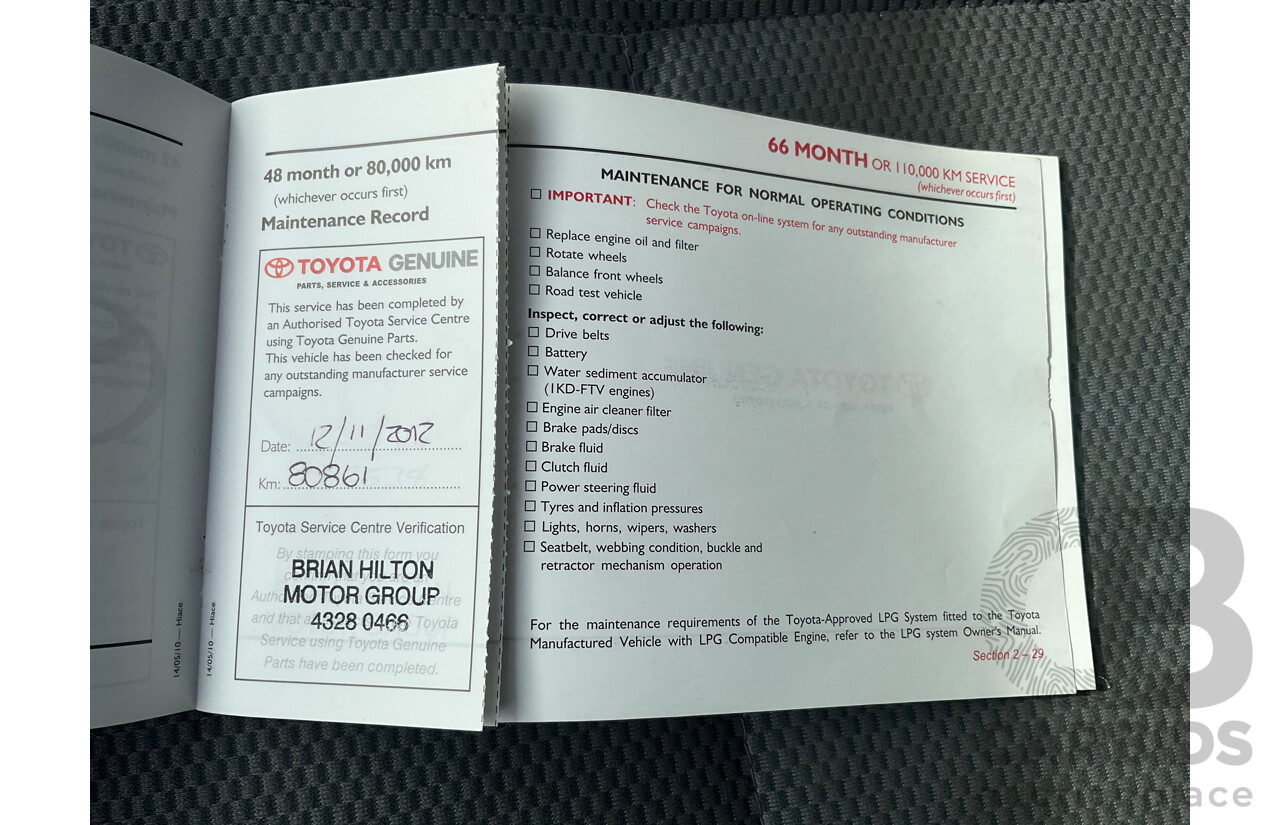 48 month or 80,000 km
(whichever occurs first)
Maintenance Record
TOYOTA GENUINE
PARTS, SERVICE & ACCESSORIES
This service has been completed by
an Authorised Toyota Service Centre
using Toyota Genuine Parts.
This vehicle has been checked for
any outstanding manufacturer service
campaigns.
Date: 12/11/2012
Km: 80861
Toyota Service Centre Verification
By stamping this form you
BRIAN HILTON
MOTOR GROUP
4328 0466
and that Toyota
Service using Toyota Genuine
Parts have been completed.
14/05/10 — Hiace
14/05/10 — Hiace
66 MONTH OR 110,000 KM SERVICE
(whichever occurs first)
MAINTENANCE FOR NORMAL OPERATING CONDITIONS
IMPORTANT: Check the Toyota on-line system for any outstanding manufacturer
service campaigns.
Replace engine oil and filter
Rotate wheels
Balance front wheels
Road test vehicle
Inspect, correct or adjust the following:
Drive belts
Battery
Water sediment accumulator
(1KD-FTV engines)
Engine air cleaner filter
Brake pads/discs
Brake fluid
Clutch fluid
Power steering fluid
Tyres and inflation pressures
Lights, horns, wipers, washers
Seatbelt, webbing condition, buckle and
retractor mechanism operation
For the maintenance requirements of the Toyota-Approved LPG System fitted to the Toyota
Manufactured Vehicle with LPG Compatible Engine, refer to the LPG system Owner's Manual.
Section 2 – 29